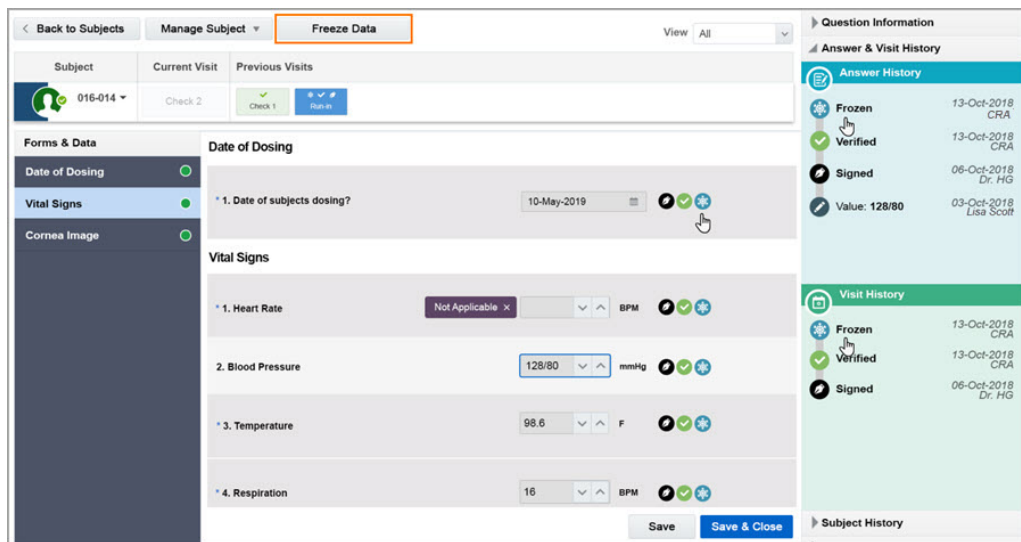 Back to Subjects
Manage Subject
Freeze Data
View All
Subject
Current Visit
Previous Visits
016-014
Check 2
Check 1
Run-in
Forms & Data
Date of Dosing
Vital Signs
Cornea Image
Date of Dosing
* 1. Date of subjects dosing?
10-May-2019
Vital Signs
* 1. Heart Rate
Not Applicable ×
BPM
2. Blood Pressure
128/80
mmHg
* 3. Temperature
98.6
F
* 4. Respiration
16
BPM
Save
Save & Close
Question Information
Answer & Visit History
Answer History
Frozen
13-Oct-2018
CRA
Verified
13-Oct-2018
CRA
Signed
06-Oct-2018
Dr. HG
Value: 128/80
03-Oct-2018
Lisa Scott
Visit History
Frozen
13-Oct-2018
CRA
Verified
13-Oct-2018
CRA
Signed
06-Oct-2018
Dr. HG
Subject History